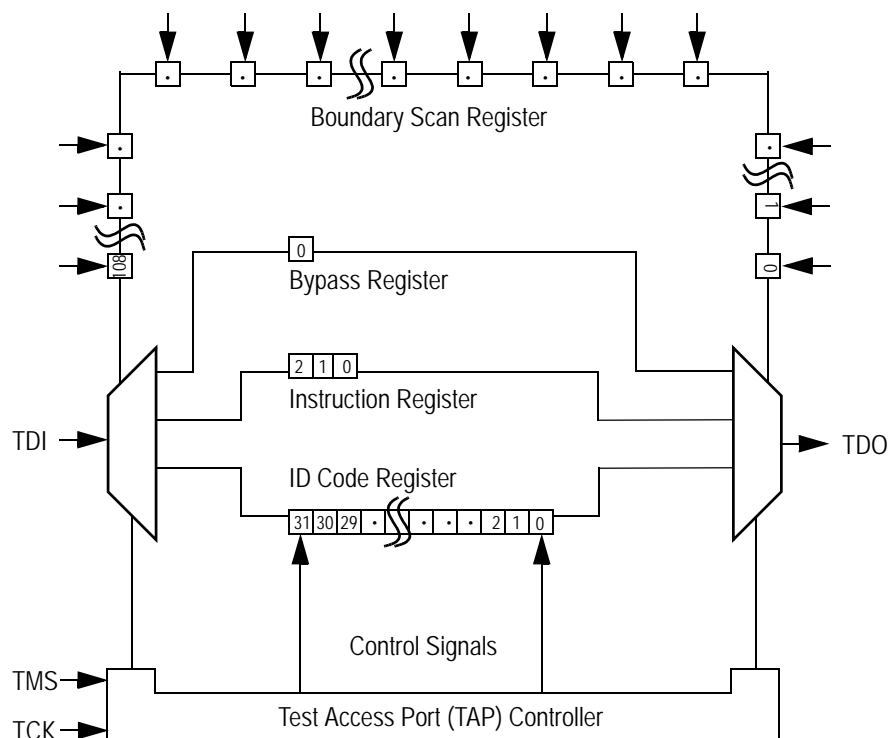 Boundary Scan Register
1
108
0
0
Bypass Register
2 1 0
Instruction Register
TDI
TDO
ID Code Register
31 30 29 · · · · 2 1 0
Control Signals
TMS
Test Access Port (TAP) Controller
TCK